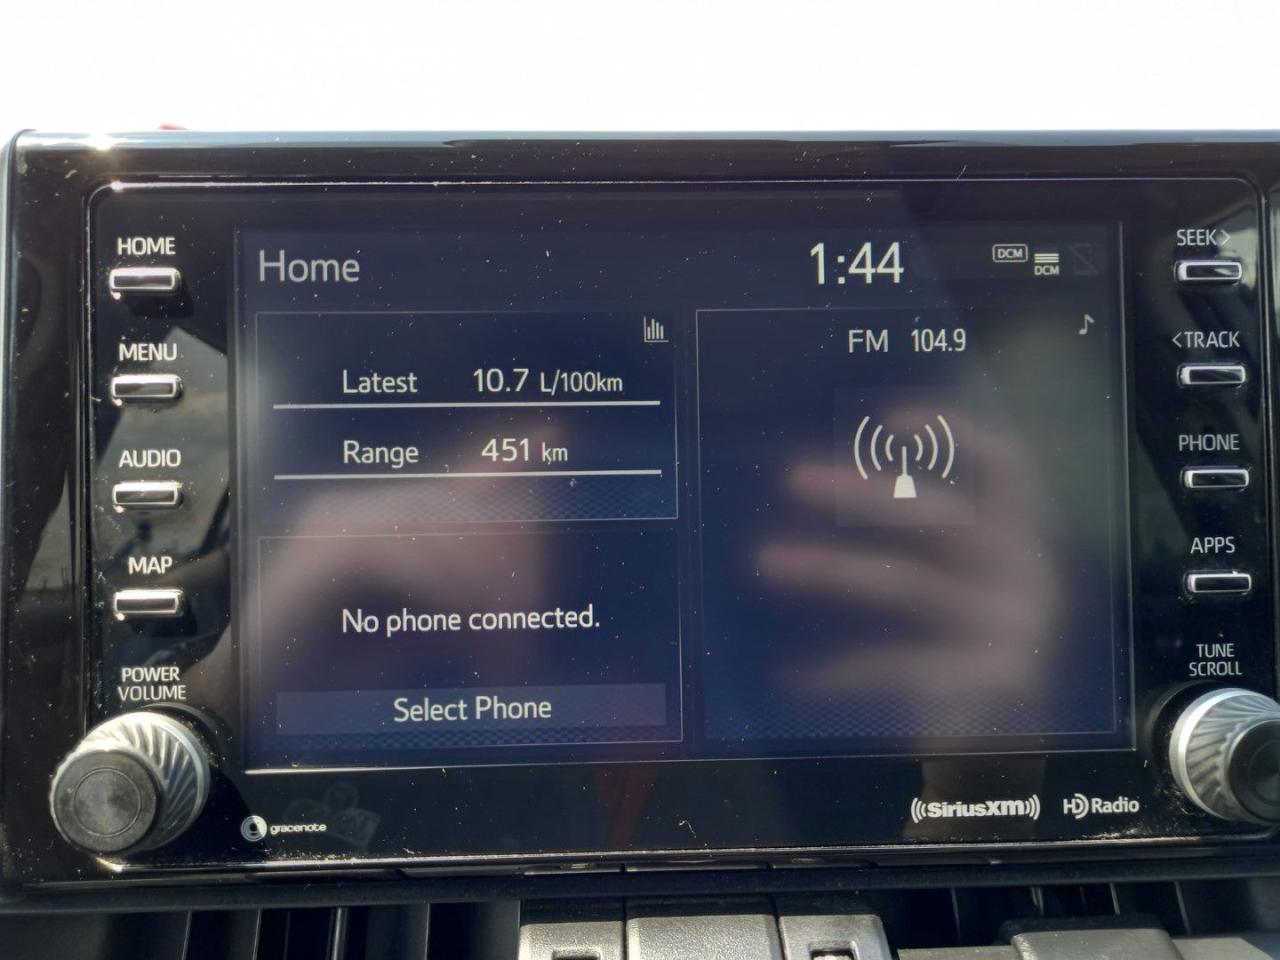 HOME
MENU
AUDIO
MAP
POWER
VOLUME
Home
1:44
DCM
DCM
Latest 10.7 L/100km
Range 451 km
No phone connected.
Select Phone
FM 104.9
SEEK>
<TRACK
PHONE
APPS
TUNE
SCROLL
gracenote
SiriusXM
HD Radio